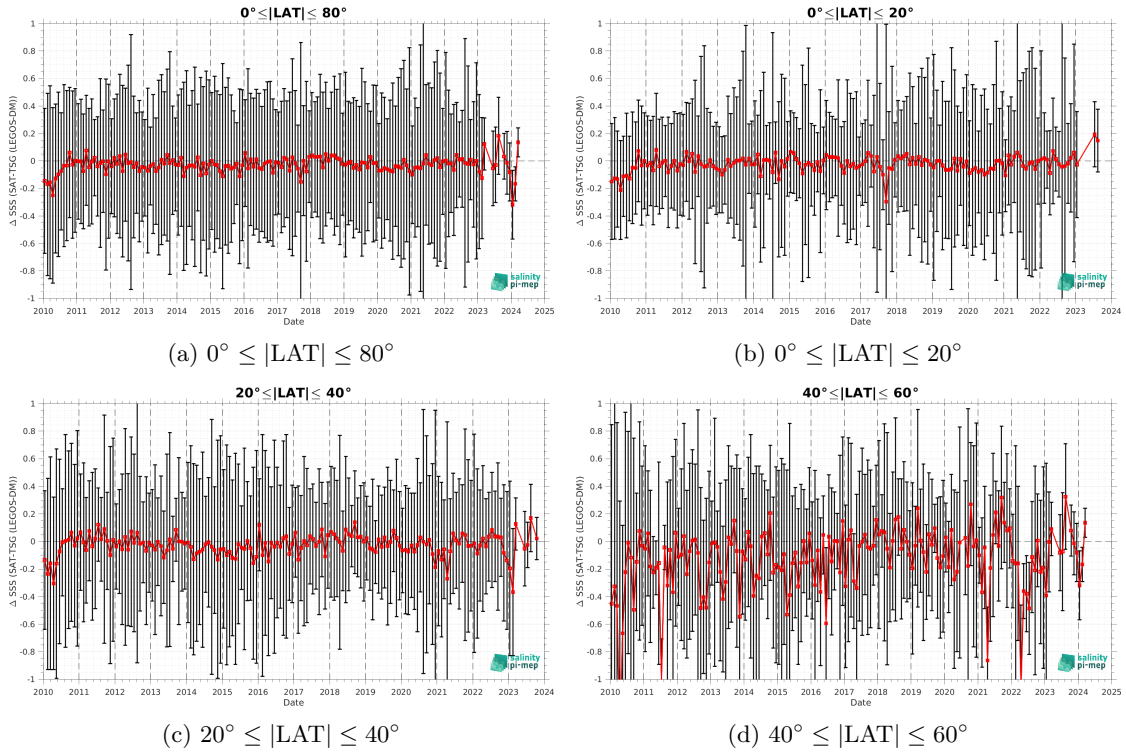 0°≤|LAT|≤ 80°
Δ SSS (SAT-TSG (LEGOS-DM))
1
0.8
0.6
0.4
0.2
0
-0.2
-0.4
-0.6
-0.8
-1
2010 2011 2012 2013 2014 2015 2016 2017 2018 2019 2020 2021 2022 2023 2024 2025
Date
salinity
pi-mep
(a) 0° ≤ |LAT| ≤ 80°
0°≤|LAT|≤ 20°
Δ SSS (SAT-TSG (LEGOS-DM))
1
0.8
0.6
0.4
0.2
0
-0.2
-0.4
-0.6
-0.8
-1
2010 2011 2012 2013 2014 2015 2016 2017 2018 2019 2020 2021 2022 2023 2024
Date
salinity
pi-mep
(b) 0° ≤ |LAT| ≤ 20°
20°≤|LAT|≤ 40°
Δ SSS (SAT-TSG (LEGOS-DM))
1
0.8
0.6
0.4
0.2
0
-0.2
-0.4
-0.6
-0.8
-1
2010 2011 2012 2013 2014 2015 2016 2017 2018 2019 2020 2021 2022 2023 2024
Date
salinity
pi-mep
(c) 20° ≤ |LAT| ≤ 40°
40°≤|LAT|≤ 60°
Δ SSS (SAT-TSG (LEGOS-DM))
1
0.8
0.6
0.4
0.2
0
-0.2
-0.4
-0.6
-0.8
-1
2010 2011 2012 2013 2014 2015 2016 2017 2018 2019 2020 2021 2022 2023 2024 2025
Date
salinity
pi-mep
(d) 40° ≤ |LAT| ≤ 60°